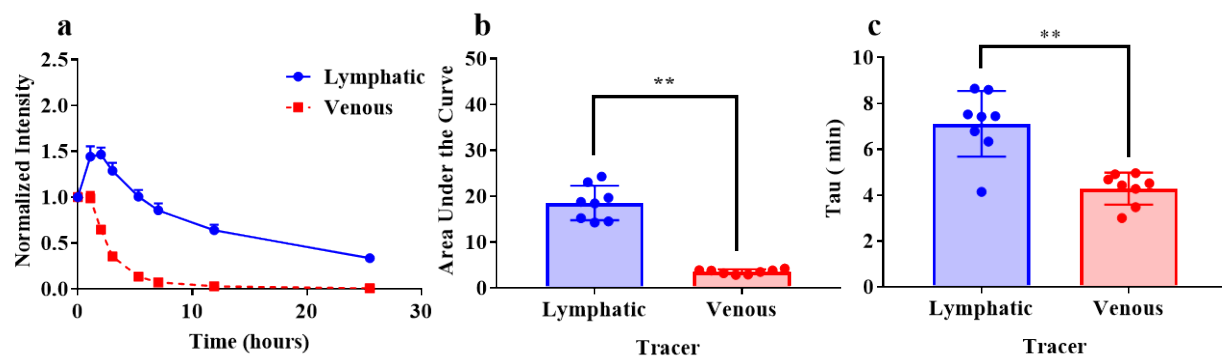 a
Normalized Intensity
2.5
2.0
1.5
1.0
0.5
0.0
0
10
20
30
Time (hours)
Lymphatic
Venous
b
Area Under the Curve
50
40
30
20
10
0
**
Lymphatic
Venous
Tracer
c
Tau ( min)
10
8
6
4
2
0
**
Lymphatic
Venous
Tracer